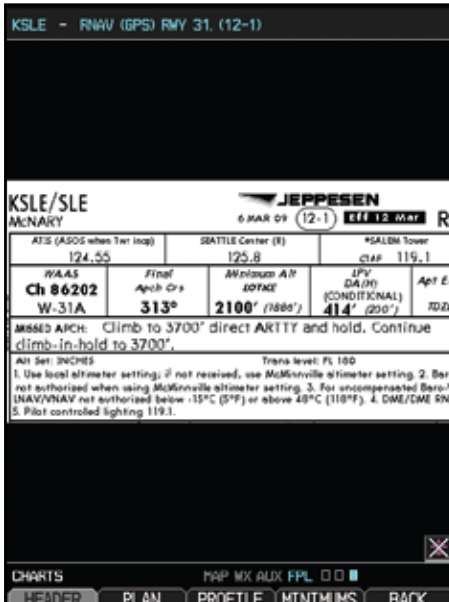 KSLE - RNAV (GPS) RWY 31. (12-1)
KSLE/SLE
McNARY
JEPPESEN
6 MAR 09 12-1 Eff 12 Mar R
ATIS (ASOS when Twr inop)
124.55
SEATTLE Center (R)
125.8
*SALEM Tower
CTAF 119.1
WAAS
Ch 86202
W-31A
Final
Apch Crs
313°
Minimum Alt
2100' (1886')
LPV
DA(H)
(CONDITIONAL)
414' (200')
Apt E
TDZ
MISSED APCH: Climb to 3700' direct ARTTY and hold. Continue
climb-in-hold to 3700'.
Alt Set: INCHES Trans level: FL 180
1. Use local altimeter setting; if not received, use McMinnville altimeter setting. 2. Bar
not authorized when using McMinnville altimeter setting. 3. For uncompensated Baro-
LNAV/VNAV not authorized below -15°C (5°F) or above 48°C (118°F). 4. DME/DME RN
5. Pilot controlled lighting 119.1.
CHARTS MAP WX AUX FPL
HEADER PLAN PROFILE MINIMUMS BACK